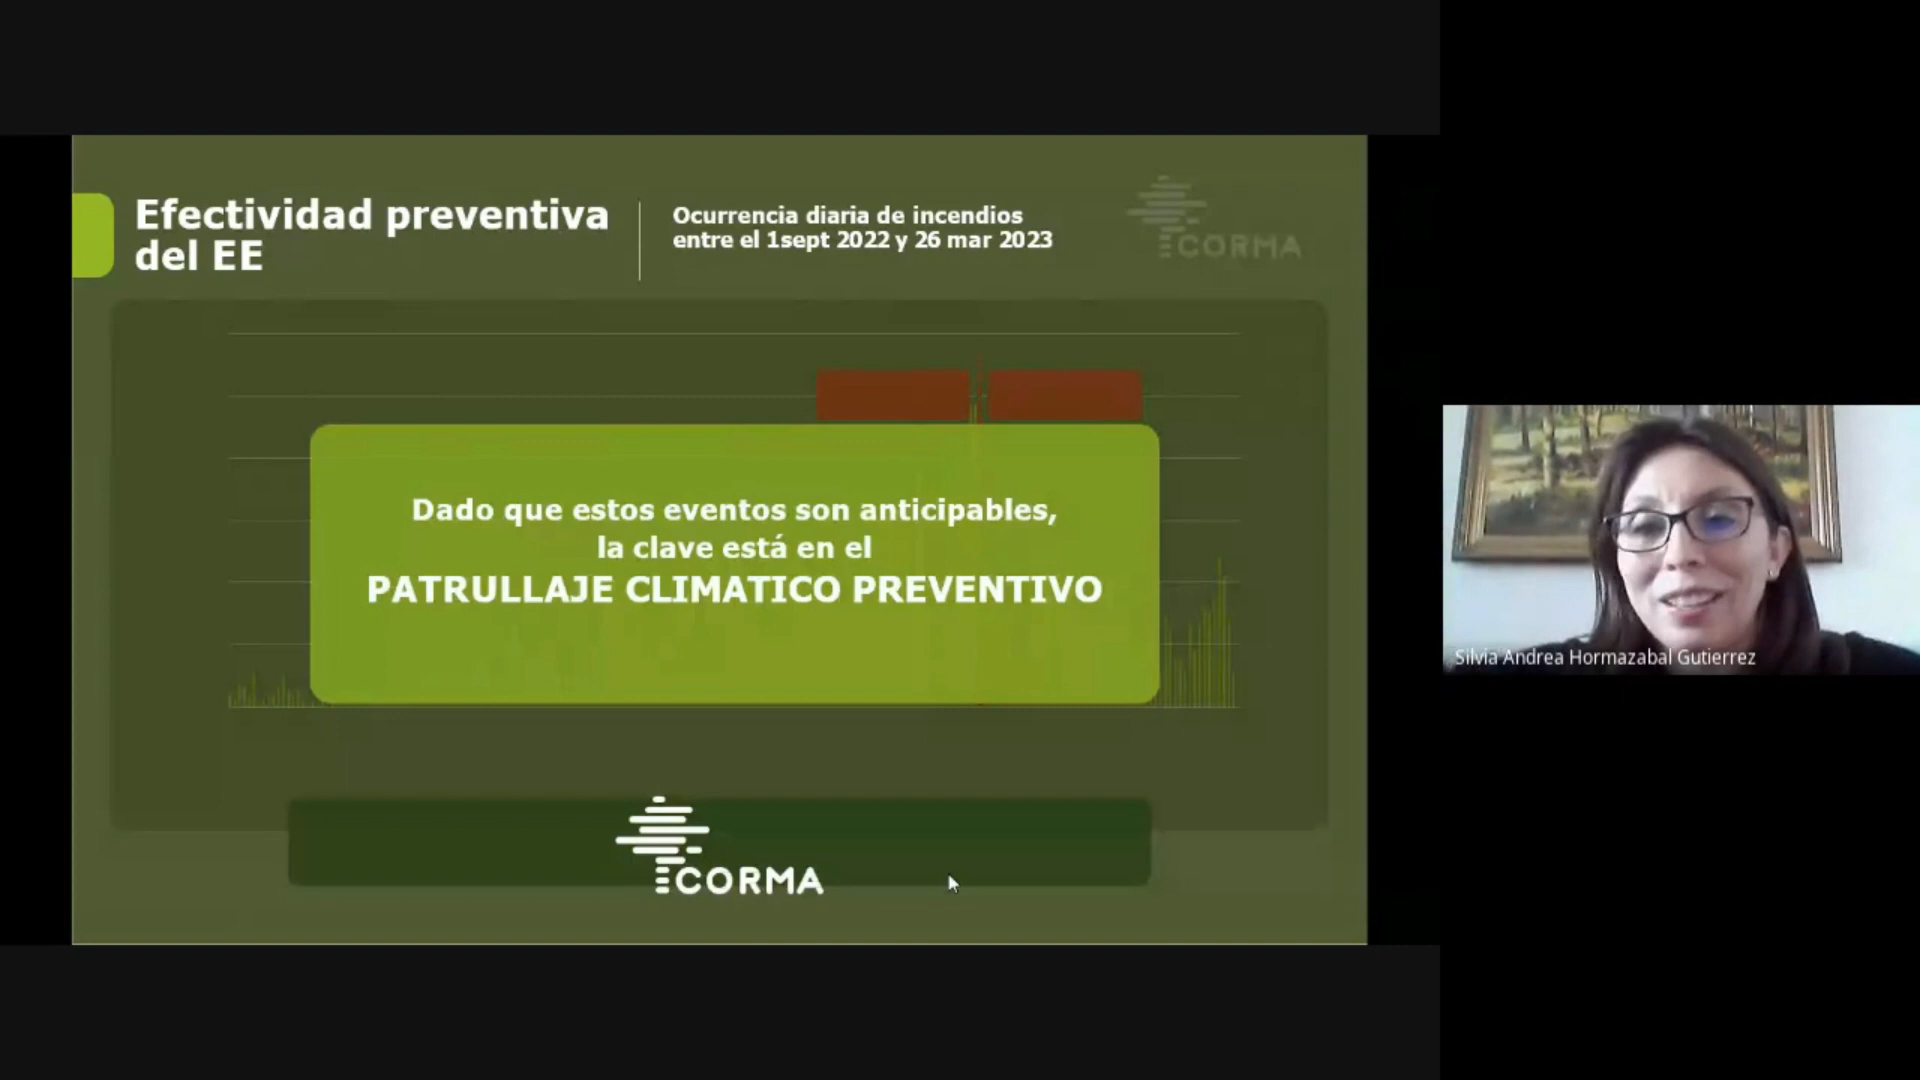 Efectividad preventiva
del EE
Ocurrencia diaria de incendios
entre el 1sept 2022 y 26 mar 2023
CORMA
Dado que estos eventos son anticipables,
la clave está en el
PATRULLAJE CLIMATICO PREVENTIVO
CORMA
Silvia Andrea Hormazabal Gutierrez